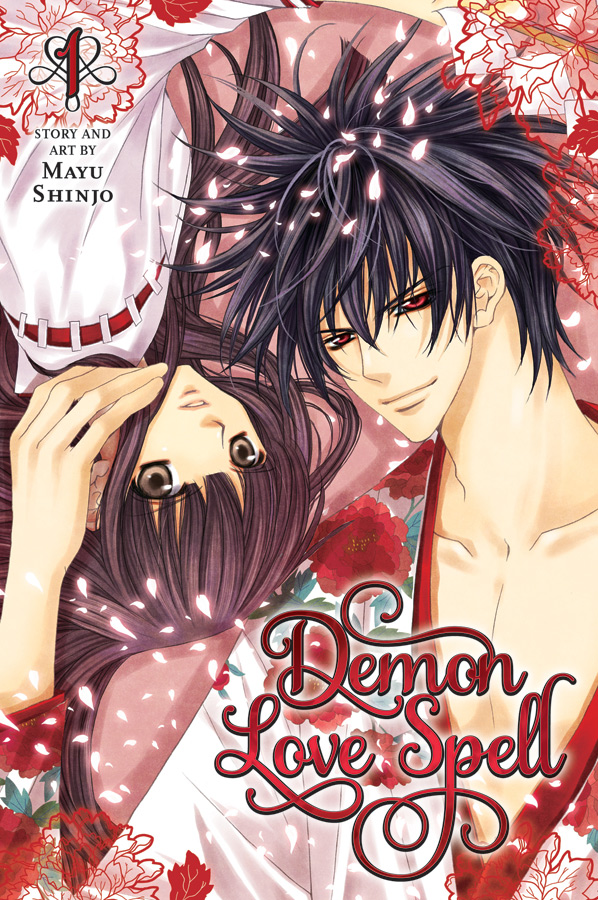 1
STORY AND
ART BY
MAYU
SHINJO
Demon
Love Spell